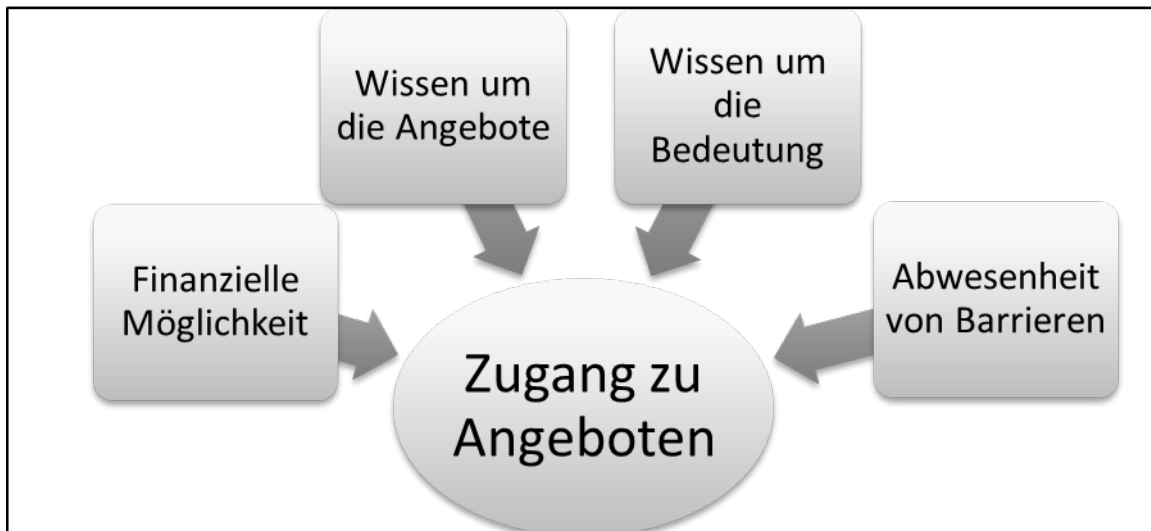 Wissen um
die Angebote
Wissen um
die
Bedeutung
Finanzielle
Möglichkeit
Abwesenheit
von Barrieren
Zugang zu
Angeboten